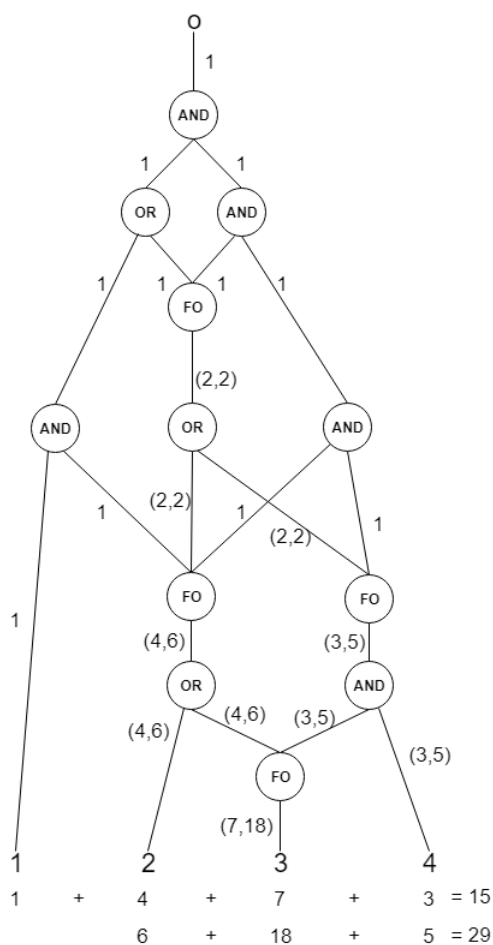 O
1
AND
1 1
OR AND
1 1 1 1
FO
(2,2)
AND OR AND
(2,2)
1 1 (2,2) 1
FO FO
1
(4,6) (3,5)
OR AND
(4,6) (4,6) (3,5) (3,5)
FO
(7,18)
1 2 3 4
1 + 4 + 7 + 3 = 15
6 + 18 + 5 = 29